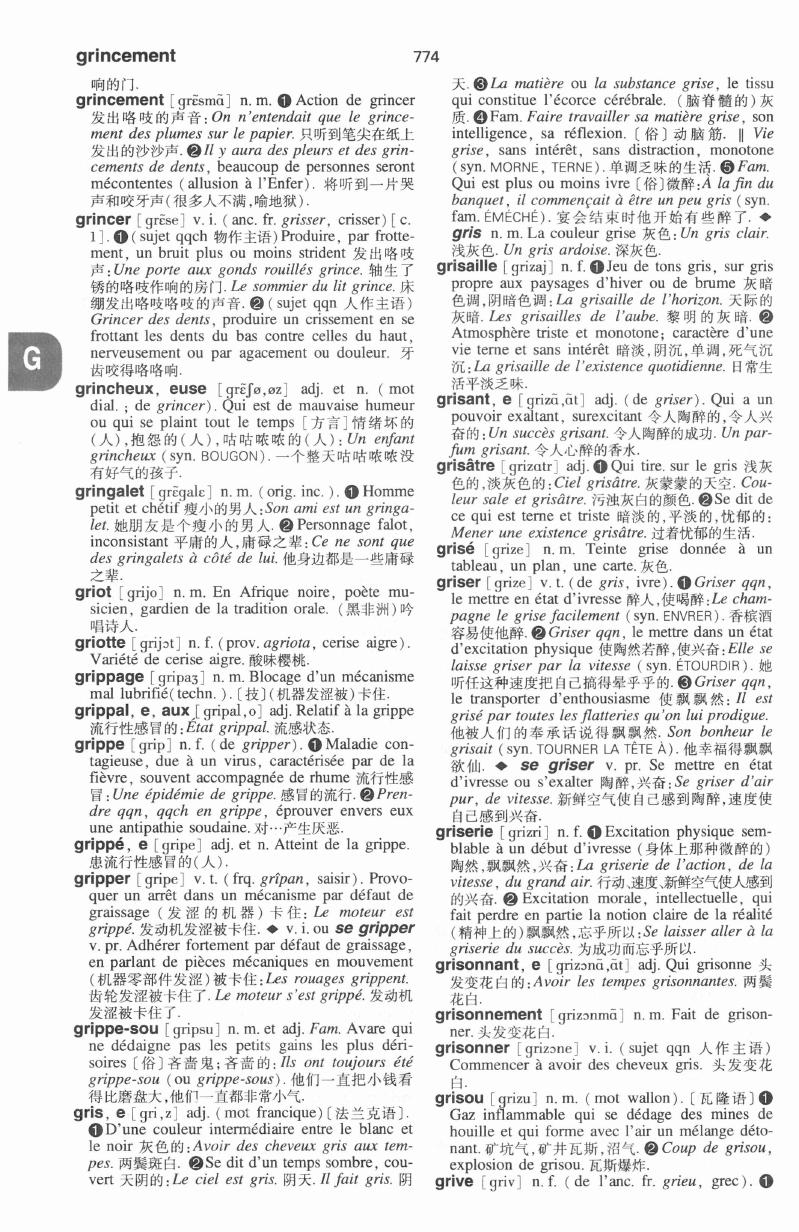 grincement
774
响的门.
grincement [grɛ̃smɑ̃] n. m. ❶ Action de grincer
发出咯吱的声音: On n'entendait que le grince-
ment des plumes sur le papier. 只听到笔尖在纸上
发出的沙沙声. ❷ Il y aura des pleurs et des grin-
cements de dents, beaucoup de personnes seront
mécontentes (allusion à l'Enfer). 将听到一片哭
声和咬牙声(很多人不满,喻地狱).
grincer [grɛ̃se] v. i. (anc. fr. grisser, crisser) [c.
1]. ❶ (sujet qqch 物作主语) Produire, par frotte-
ment, un bruit plus ou moins strident 发出咯吱
声: Une porte aux gonds rouillés grince. 轴生了
锈的咯吱作响的房门. Le sommier du lit grince. 床
绷发出咯吱咯吱的声音. ❷ (sujet qqn 人作主语)
Grincer des dents, produire un crissement en se
frottant les dents du bas contre celles du haut,
nerveusement ou par agacement ou douleur. 牙
齿咬得咯咯响.
grincheux, euse [grɛ̃ʃø,øz] adj. et n. (mot
dial. ; de grincer). Qui est de mauvaise humeur
ou qui se plaint tout le temps [方言]情绪坏的
(人),抱怨的(人),咕咕哝哝的(人): Un enfant
grincheux (syn. BOUGON). 一个整天咕咕哝哝没
有好气的孩子.
gringalet [grɛ̃galɛ] n. m. (orig. inc.). ❶ Homme
petit et chétif 瘦小的男人: Son ami est un gringa-
let. 她朋友是个瘦小的男人. ❷ Personnage falot,
inconsistant 平庸的人,庸碌之辈: Ce ne sont que
des gringalets à côté de lui. 他身边都是一些庸碌
之辈.
griot [grijo] n. m. En Afrique noire, poète mu-
sicien, gardien de la tradition orale. (黑非洲)吟
唱诗人.
griotte [grijɔt] n. f. (prov. agriota, cerise aigre).
Variété de cerise aigre. 酸味樱桃.
grippage [gripaʒ] n. m. Blocage d'un mécanisme
mal lubrifié (techn.). [技](机器发涩被)卡住.
grippal, e, aux [gripal,o] adj. Relatif à la grippe
流行性感冒的: État grippal. 流感状态.
grippe [grip] n. f. (de gripper). ❶ Maladie con-
tagieuse, due à un virus, caractérisée par de la
fièvre, souvent accompagnée de rhume 流行性感
冒: Une épidémie de grippe. 感冒的流行. ❷ Pren-
dre qqn, qqch en grippe, éprouver envers eux
une antipathie soudaine. 对…产生厌恶.
grippé, e [gripe] adj. et n. Atteint de la grippe.
患流行性感冒的(人).
gripper [gripe] v. t. (frq. grîpan, saisir). Provo-
quer un arrêt dans un mécanisme par défaut de
graissage (发涩的机器)卡住: Le moteur est
grippé. 发动机发涩被卡住. ◆ v. i. ou se gripper
v. pr. Adhérer fortement par défaut de graissage,
en parlant de pièces mécaniques en mouvement
(机器零部件发涩)被卡住: Les rouages grippent.
齿轮发涩被卡住了. Le moteur s'est grippé. 发动机
发涩被卡住了.
grippe-sou [gripsu] n. m. et adj. Fam. Avare qui
ne dédaigne pas les petits gains les plus déri-
soires [俗]吝啬鬼;吝啬的: Ils ont toujours été
grippe-sou (ou grippe-sous). 他们一直把小钱看
得比磨盘大,他们一直都非常小气.
gris, e [gri,z] adj. (mot francique) [法兰克语].
❶ D'une couleur intermédiaire entre le blanc et
le noir 灰色的: Avoir des cheveux gris aux tem-
pes. 两鬓斑白. ❷ Se dit d'un temps sombre, cou-
vert 天阴的: Le ciel est gris. 阴天. Il fait gris. 阴
G
天. ❸ La matière ou la substance grise, le tissu
qui constitue l'écorce cérébrale. (脑脊髓的)灰
质. ❹ Fam. Faire travailler sa matière grise, son
intelligence, sa réflexion. [俗]动脑筋. ‖ Vie
grise, sans intérêt, sans distraction, monotone
(syn. MORNE, TERNE). 单调乏味的生活. ❺ Fam.
Qui est plus ou moins ivre [俗]微醉: À la fin du
banquet, il commençait à être un peu gris (syn.
fam. ÉMÉCHÉ). 宴会结束时他开始有些醉了. ◆
gris n. m. La couleur grise 灰色: Un gris clair.
浅灰色. Un gris ardoise. 深灰色.
grisaille [grizaj] n. f. ❶ Jeu de tons gris, sur gris
propre aux paysages d'hiver ou de brume 灰暗
色调,阴暗色调: La grisaille de l'horizon. 天际的
灰暗. Les grisailles de l'aube. 黎明的灰暗. ❷
Atmosphère triste et monotone; caractère d'une
vie terne et sans intérêt 暗淡,阴沉,单调,死气沉
沉: La grisaille de l'existence quotidienne. 日常生
活平淡乏味.
grisant, e [grizɑ̃,ɑ̃t] adj. (de griser). Qui a un
pouvoir exaltant, surexcitant 令人陶醉的,令人兴
奋的: Un succès grisant. 令人陶醉的成功. Un par-
fum grisant. 令人心醉的香水.
grisâtre [grizɑtr] adj. ❶ Qui tire. sur le gris 浅灰
色的,淡灰色的: Ciel grisâtre. 灰蒙蒙的天空. Cou-
leur sale et grisâtre. 污浊灰白的颜色. ❷ Se dit de
ce qui est terne et triste 暗淡的,平淡的,忧郁的:
Mener une existence grisâtre. 过着忧郁的生活.
grisé [grize] n. m. Teinte grise donnée à un
tableau, un plan, une carte. 灰色.
griser [grize] v. t. (de gris, ivre). ❶ Griser qqn,
le mettre en état d'ivresse 醉人,使喝醉: Le cham-
pagne le grise facilement (syn. ENVRER). 香槟酒
容易使他醉. ❷ Griser qqn, le mettre dans un état
d'excitation physique 使陶然若醉,使兴奋: Elle se
laisse griser par la vitesse (syn. ÉTOURDIR). 她
听任这种速度把自己搞得晕乎乎的. ❸ Griser qqn,
le transporter d'enthousiasme 使飘飘然: Il est
grisé par toutes les flatteries qu'on lui prodigue.
他被人们的奉承话说得飘飘然. Son bonheur le
grisait (syn. TOURNER LA TÊTE À). 他幸福得飘飘
欲仙. ◆ se griser v. pr. Se mettre en état
d'ivresse ou s'exalter 陶醉,兴奋: Se griser d'air
pur, de vitesse. 新鲜空气使自己感到陶醉,速度使
自己感到兴奋.
griserie [grizri] n. f. ❶ Excitation physique sem-
blable à un début d'ivresse (身体上那种微醉的)
陶然,飘飘然,兴奋: La griserie de l'action, de la
vitesse, du grand air. 行动、速度、新鲜空气使人感到
的兴奋. ❷ Excitation morale, intellectuelle, qui
fait perdre en partie la notion claire de la réalité
(精神上的)飘飘然,忘乎所以: Se laisser aller à la
griserie du succès. 为成功而忘乎所以.
grisonnant, e [grizɔnɑ̃,ɑ̃t] adj. Qui grisonne 头
发变花白的: Avoir les tempes grisonnantes. 两鬓
花白.
grisonnement [grizɔnmɑ̃] n. m. Fait de grison-
ner. 头发变花白.
grisonner [grizɔne] v. i. (sujet qqn 人作主语)
Commencer à avoir des cheveux gris. 头发变花
白.
grisou [grizu] n. m. (mot wallon). [瓦隆语] ❶
Gaz inflammable qui se dédage des mines de
houille et qui forme avec l'air un mélange déto-
nant. 矿坑气,矿井瓦斯,沼气. ❷ Coup de grisou,
explosion de grisou. 瓦斯爆炸.
grive [griv] n. f. (de l'anc. fr. grieu, grec). ❶